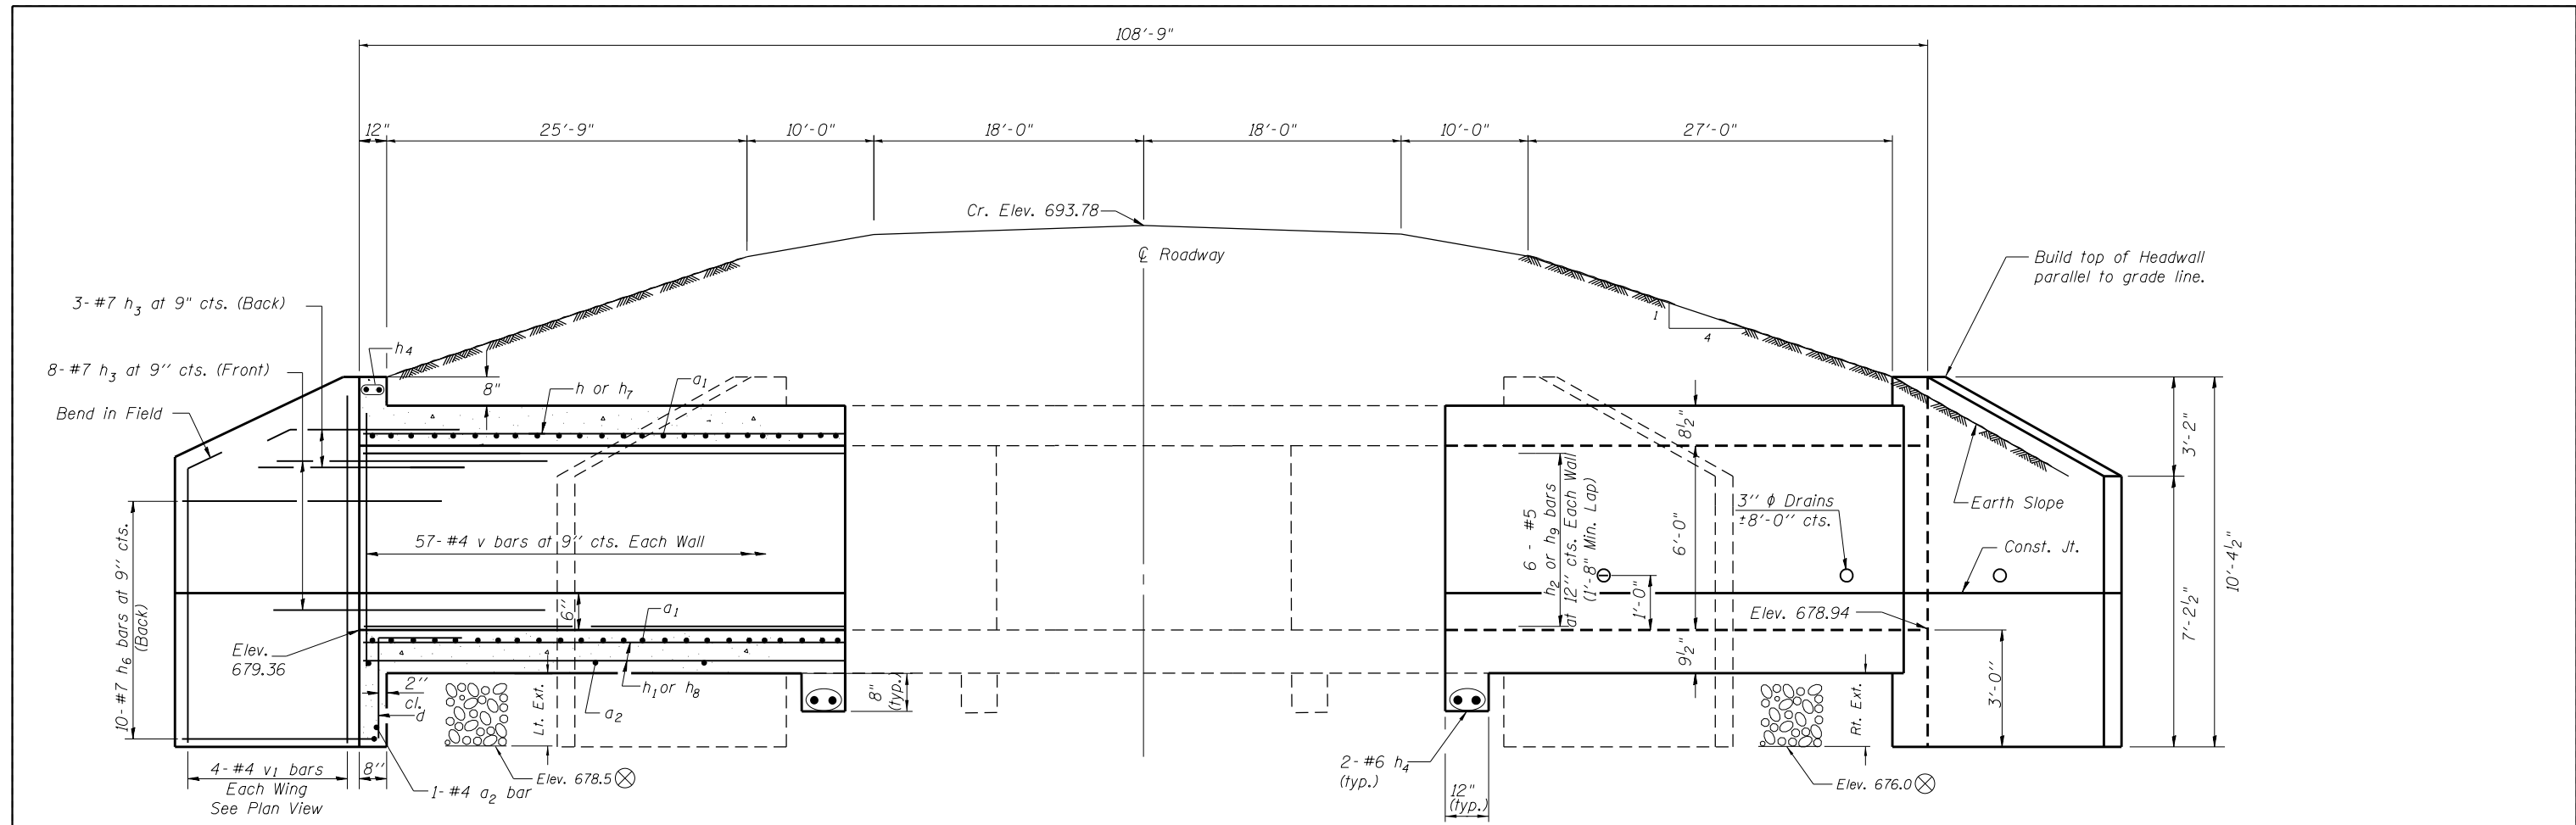 108'-9"
12"
25'-9"
10'-0"
18'-0"
18'-0"
10'-0"
27'-0"
Cr. Elev. 693.78
℄ Roadway
Build top of Headwall
parallel to grade line.
3- #7 h3 at 9" cts. (Back)
1
4
h4
8- #7 h3 at 9" cts. (Front)
8"
h or h7
a1
Bend in Field
8½"
3'-2"
6 - #5
h2 or h9 bars
at 12" cts. Each Wall
(1'-8" Min. Lap)
6'-0"
3" ϕ Drains
±8'-0" cts.
Earth Slope
57- #4 v bars at 9" cts. Each Wall
Const. Jt.
10'-4½"
10- #7 h6 bars at 9" cts.
(Back)
6"
a1
1'-0"
Elev. 678.94
7'-2½"
Elev.
679.36
9½"
2"
cl.
d
h1 or h8
a2
Lt. Ext.
8"
(typ.)
Rt. Ext.
3'-0"
4- #4 v1 bars
Each Wing
See Plan View
8"
1- #4 a2 bar
Elev. 678.5 ⊗
2- #6 h4
(typ.)
12"
(typ.)
Elev. 676.0 ⊗